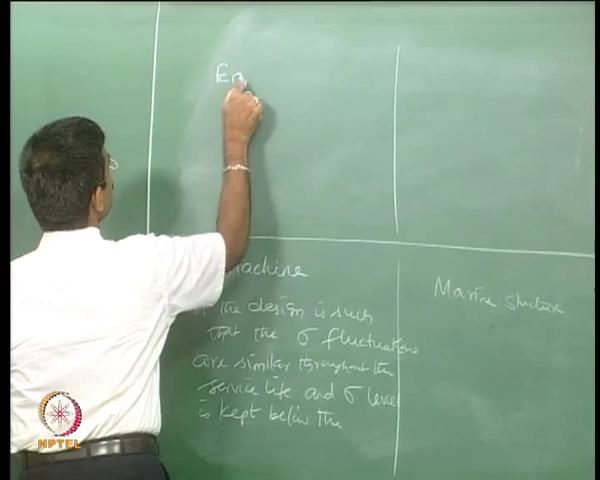 En
Machine
If the design is such
that the σ fluctuations
are similar throughout the
service life and σ level
is kept below the
Marine structure
NPTEL